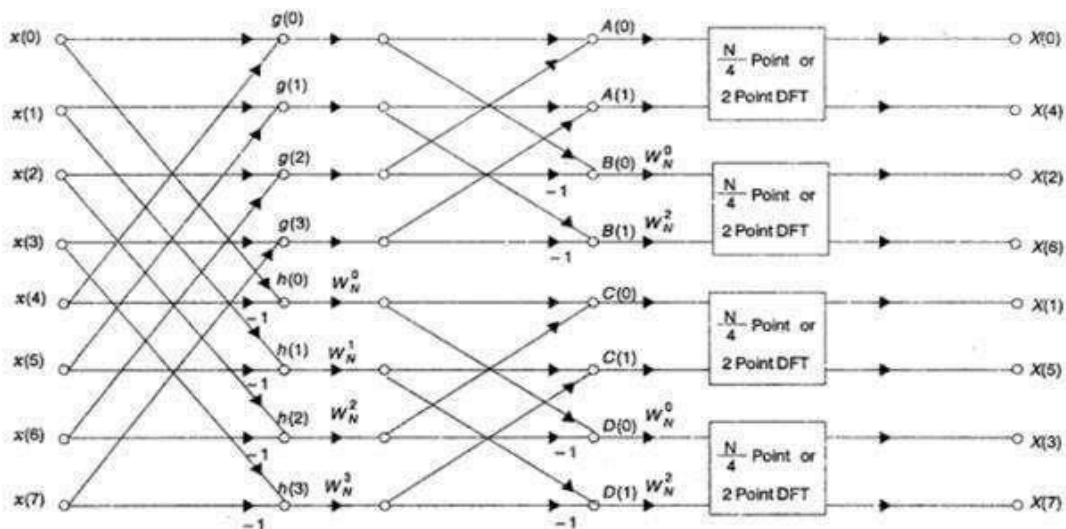 x(0) g(0) A(0) N/4 Point or 2 Point DFT X(0)
x(1) g(1) A(1) X(4)
x(2) g(2) -1 B(0) W_N^0 N/4 Point or 2 Point DFT X(2)
x(3) g(3) -1 B(1) W_N^2 X(6)
x(4) -1 h(0) W_N^0 C(0) N/4 Point or 2 Point DFT X(1)
x(5) -1 h(1) W_N^1 C(1) X(5)
x(6) -1 h(2) W_N^2 -1 D(0) W_N^0 N/4 Point or 2 Point DFT X(3)
x(7) -1 h(3) W_N^3 -1 D(1) W_N^2 X(7)